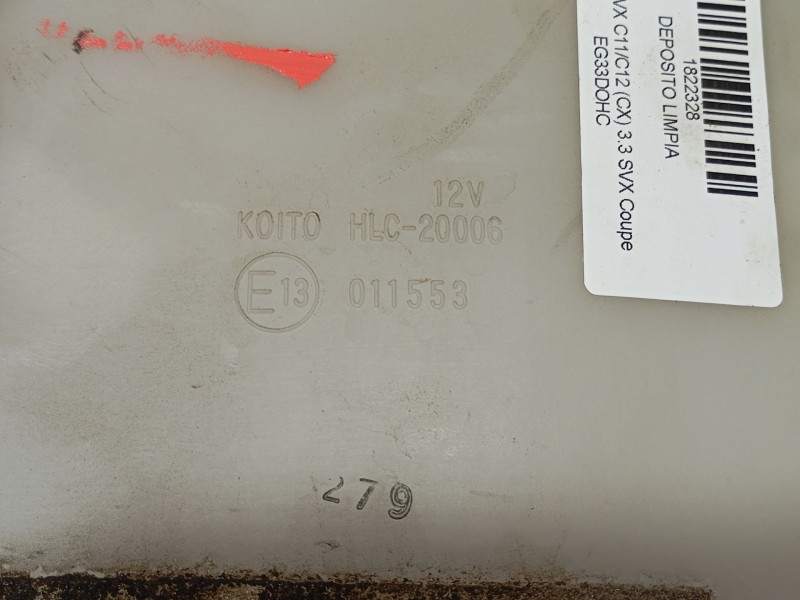 12V
KOITO HLC-20006
E13 011553
279
1822328
DEPOSITO LIMPIA
VX C11/C12 (CX) 3.3 SVX Coupe
EG33DOHC